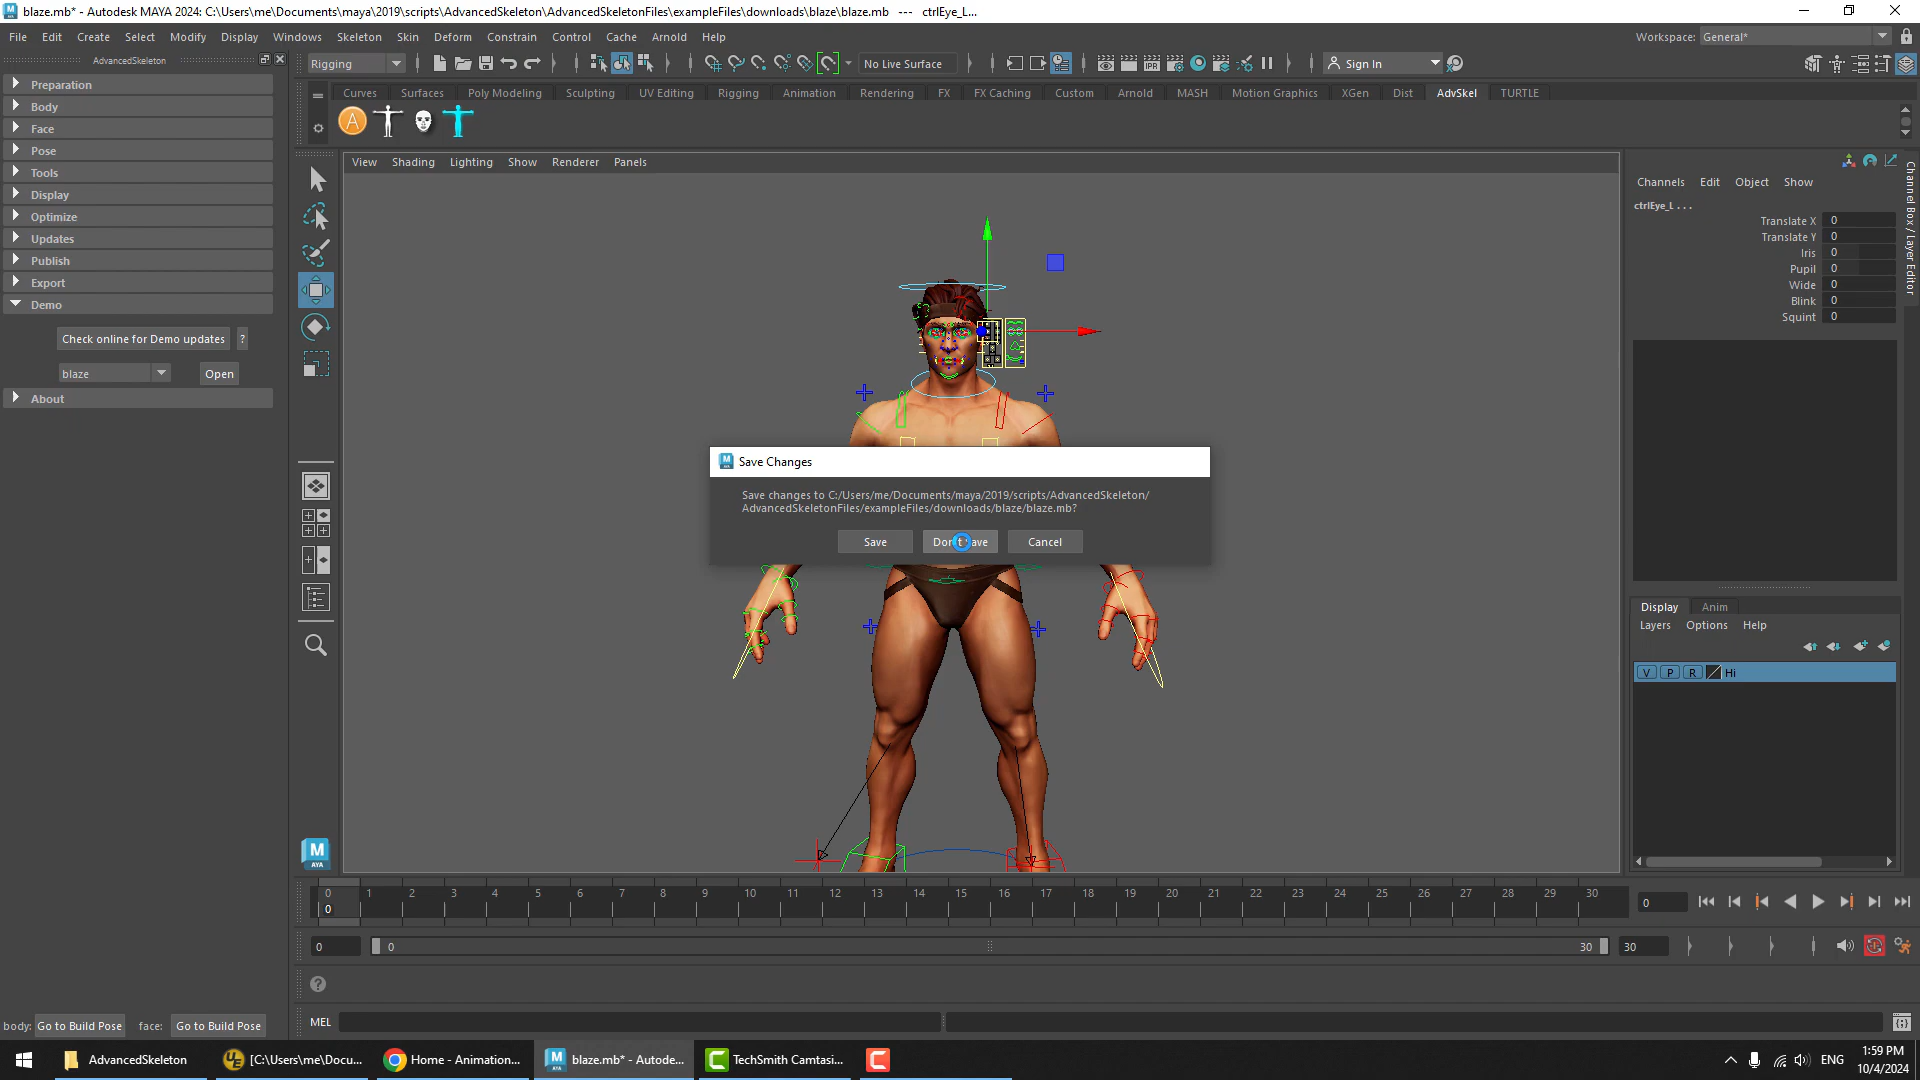 blaze.mb* - Autodesk MAYA 2024: C:\Users\me\Documents\maya\2019\scripts\AdvancedSkeleton\AdvancedSkeletonFiles\exampleFiles\downloads\blaze\blaze.mb --- ctrlEye_L...
File Edit Create Select Modify Display Windows Skeleton Skin Deform Constrain Control Cache Arnold Help
Workspace: General*
AdvancedSkeleton
Rigging
No Live Surface
Sign In
Preparation
Body
Face
Pose
Tools
Display
Optimize
Updates
Publish
Export
Demo
Check online for Demo updates ?
blaze Open
About
Curves Surfaces Poly Modeling Sculpting UV Editing Rigging Animation Rendering FX FX Caching Custom Arnold MASH Motion Graphics XGen Dist AdvSkel TURTLE
A
View Shading Lighting Show Renderer Panels
Channels Edit Object Show
ctrlEye_L . . .
Translate X 0
Translate Y 0
Iris 0
Pupil 0
Wide 0
Blink 0
Squint 0
Channel Box / Layer Editor
Save Changes
Save changes to C:/Users/me/Documents/maya/2019/scripts/AdvancedSkeleton/
AdvancedSkeletonFiles/exampleFiles/downloads/blaze/blaze.mb?
Save Cancel
Display Anim
Layers Options Help
V P R Hi
M
AYA
0 1 2 3 4 5 6 7 8 9 10 11 12 13 14 15 16 17 18 19 20 21 22 23 24 25 26 27 28 29 30
0
0
0 0 30 30
MEL
body: Go to Build Pose face: Go to Build Pose
AdvancedSkeleton
[C:\Users\me\Docu...
Home - Animation...
blaze.mb* - Autode...
TechSmith Camtasi...
ENG
1:59 PM
10/4/2024